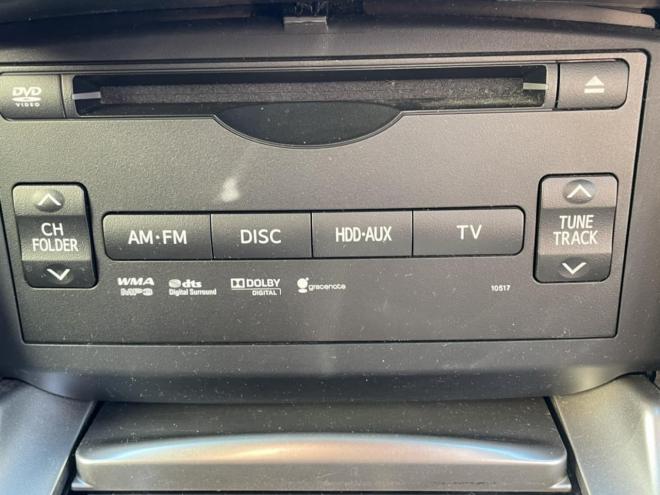 DVD
VIDEO
CH
FOLDER
AM·FM
DISC
HDD·AUX
TV
TUNE
TRACK
WMA
MP3
dts
Digital Surround
DOLBY
DIGITAL
gracenote
10517